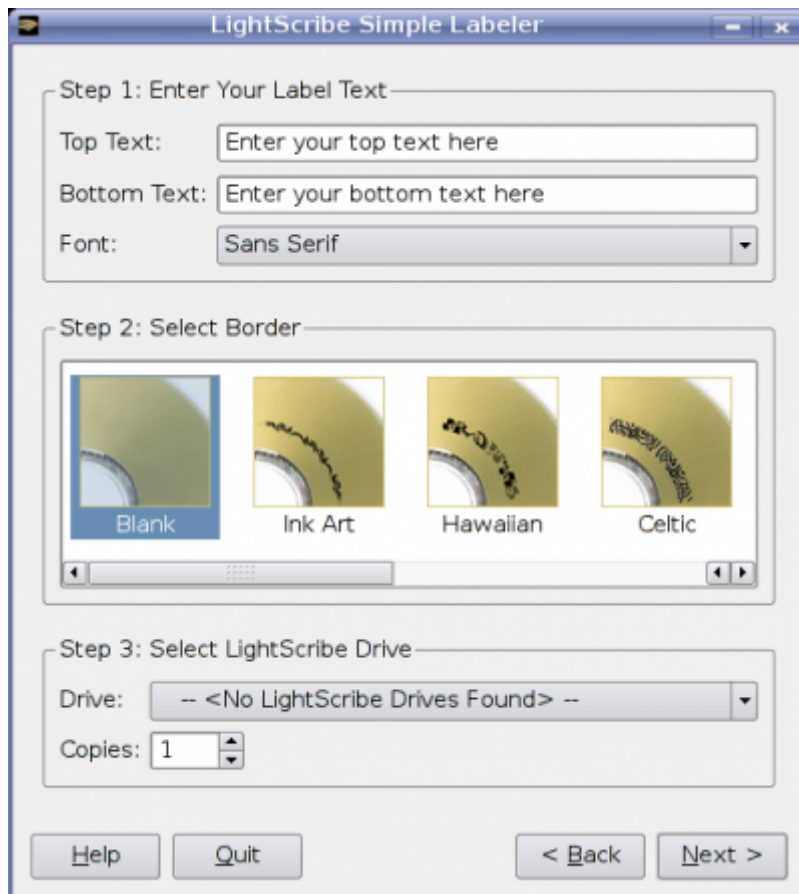 LightScribe Simple Labeler
Step 1: Enter Your Label Text
Top Text: Enter your top text here
Bottom Text: Enter your bottom text here
Font: Sans Serif
Step 2: Select Border
Blank Ink Art Hawaiian Celtic
Step 3: Select LightScribe Drive
Drive: -- <No LightScribe Drives Found> --
Copies: 1
Help Quit < Back Next >